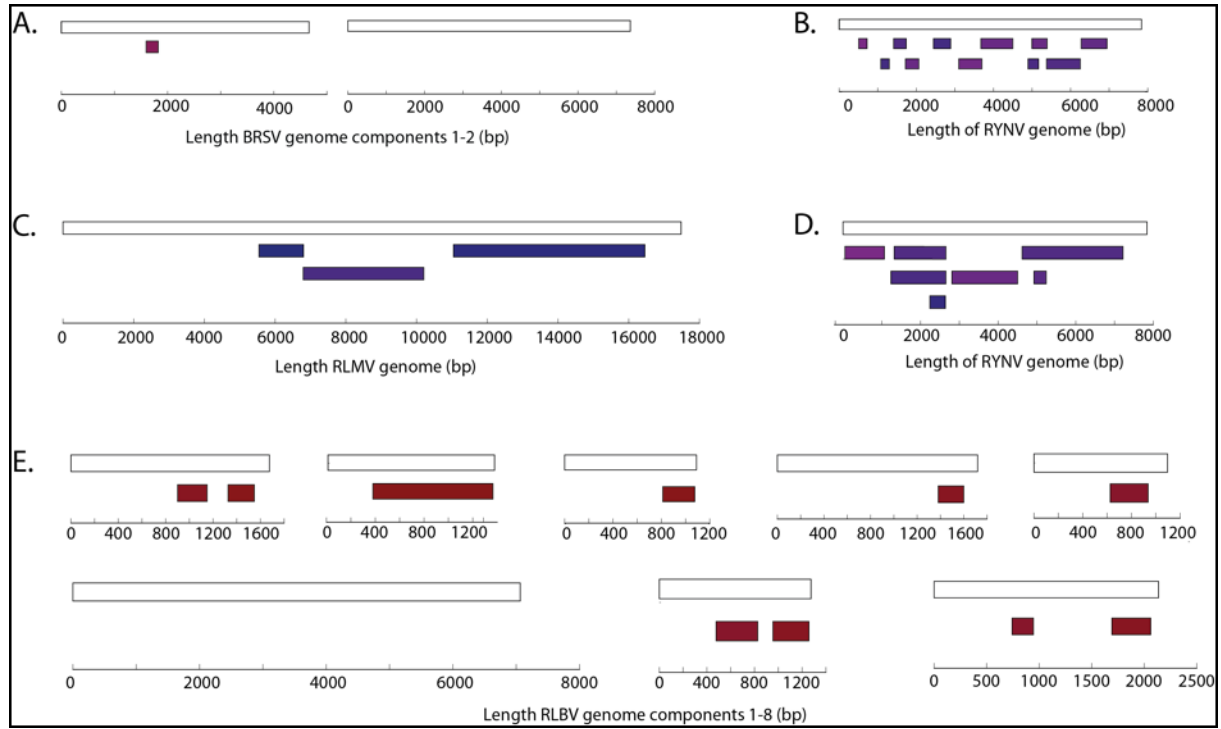 A.
0 2000 4000
0 2000 4000 6000 8000
Length BRSV genome components 1-2 (bp)
B.
0 2000 4000 6000 8000
Length of RYNV genome (bp)
C.
0 2000 4000 6000 8000 10000 12000 14000 16000 18000
Length RLMV genome (bp)
D.
0 2000 4000 6000 8000
Length of RYNV genome (bp)
E.
0 400 800 1200 1600
0 400 800 1200
0 400 800 1200
0 400 800 1200 1600
0 400 800 1200
0 2000 4000 6000 8000
0 400 800 1200
0 500 1000 1500 2000 2500
Length RLBV genome components 1-8 (bp)